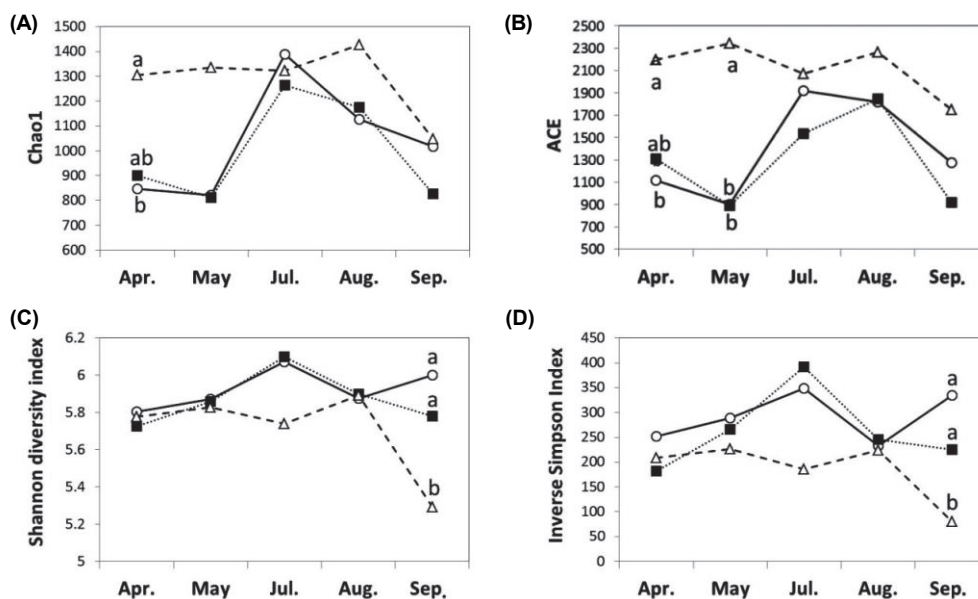 (A)
Chao1
1500
1400
1300
1200
1100
1000
900
800
700
600
a
ab
b
Apr. May Jul. Aug. Sep.
(B)
ACE
2500
2300
2100
1900
1700
1500
1300
1100
900
700
500
a
a
ab
b
b
b
Apr. May Jul. Aug. Sep.
(C)
Shannon diversity index
6.2
6
5.8
5.6
5.4
5.2
5
a
a
b
Apr. May Jul. Aug. Sep.
(D)
Inverse Simpson Index
450
400
350
300
250
200
150
100
50
0
a
a
b
Apr. May Jul. Aug. Sep.